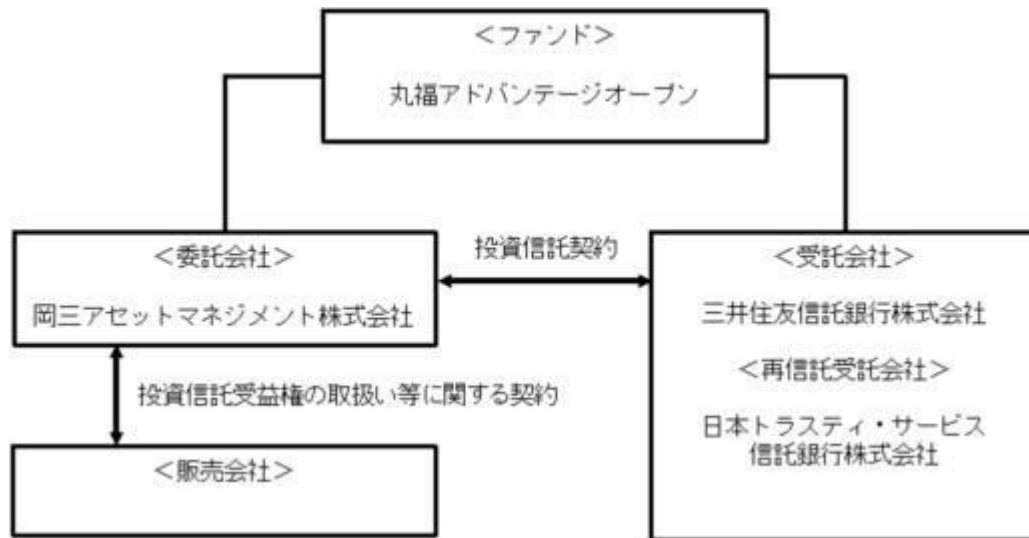 <ファンド>
丸福アドバンテージオープン
<委託会社>
岡三アセットマネジメント株式会社
投資信託契約
<受託会社>
三井住友信託銀行株式会社
<再信託受託会社>
日本トラスティ・サービス
信託銀行株式会社
投資信託受益権の取扱い等に関する契約
<販売会社>